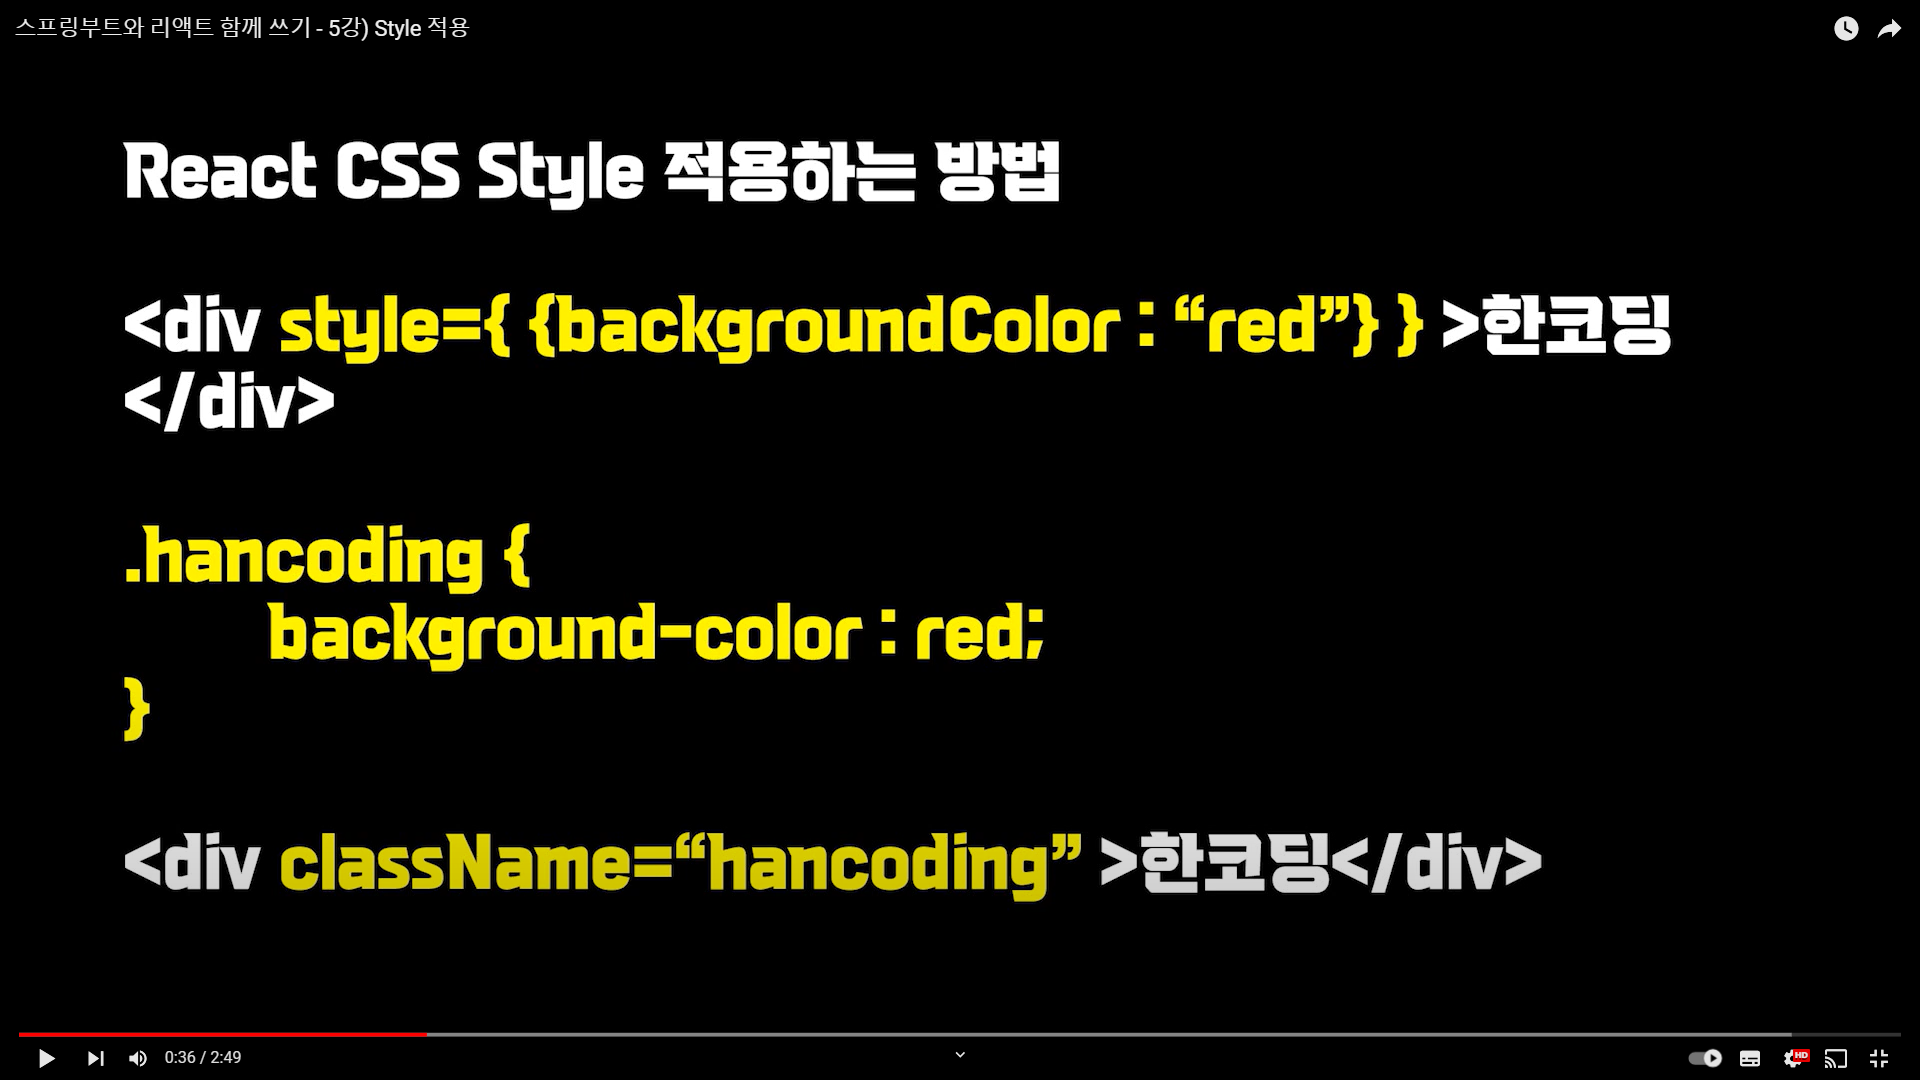 스프링부트와 리액트 함께 쓰기 - 5강) Style 적용
React CSS Style 적용하는 방법
<div style={ {backgroundColor : “red”} } >한코딩
</div>
.hancoding {
background-color : red;
}
<div className=“hancoding” >한코딩</div>
0:36 / 2:49
HD